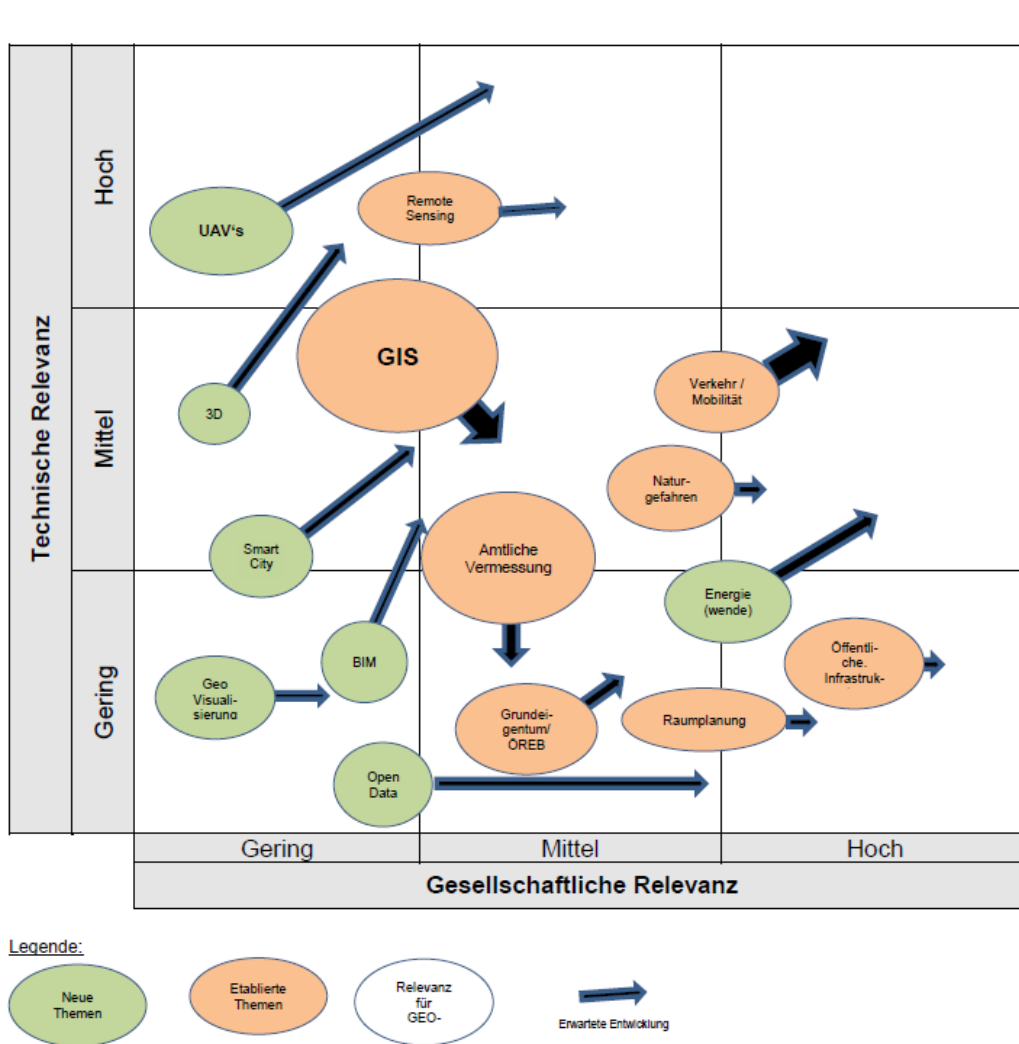 Technische Relevanz
Hoch
Mittel
Gering
UAV's
Remote
Sensing
GIS
3D
Verkehr /
Mobilität
Natur-
gefahren
Smart
City
Amtliche
Vermessung
Energie
(wende)
BIM
Öffentli-
che.
Infrastruk-
Geo
Visuali-
sierung
Grundei-
gentum/
ÖREB
Raumplanung
Open
Data
Gering
Mittel
Hoch
Gesellschaftliche Relevanz
Legende:
Neue
Themen
Etablierte
Themen
Relevanz
für
GEO-
Erwartete Entwicklung